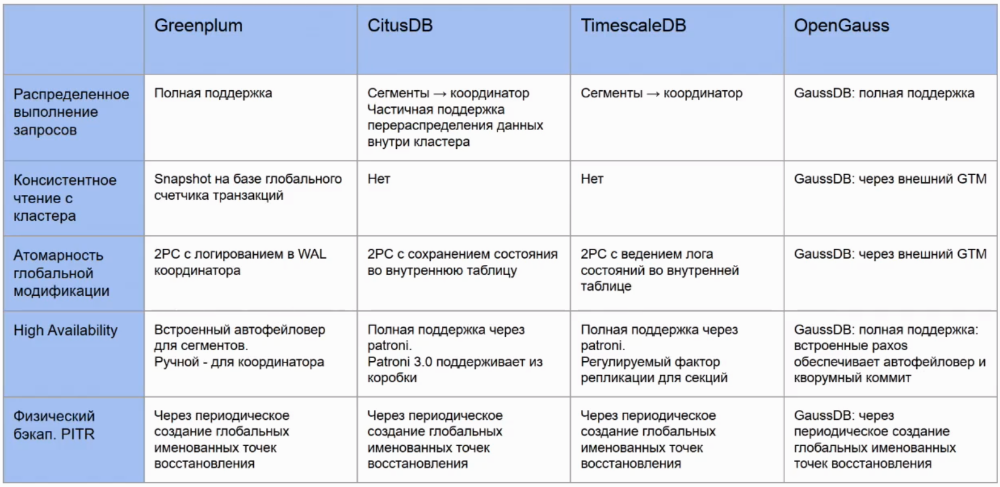 Greenplum
CitusDB
TimescaleDB
OpenGauss
Распределенное
выполнение
запросов
Полная поддержка
Сегменты → координатор
Частичная поддержка
перераспределения данных
внутри кластера
Сегменты → координатор
GaussDB: полная поддержка
Консистентное
чтение с
кластера
Snapshot на базе глобального
счетчика транзакций
Нет
Нет
GaussDB: через внешний GTM
Атомарность
глобальной
модификации
2PC с логированием в WAL
координатора
2PC с сохранением состояния
во внутреннюю таблицу
2PC с ведением лога
состояний во внутренней
таблице
GaussDB: через внешний GTM
High Availability
Встроенный автофейловер
для сегментов.
Ручной - для координатора
Полная поддержка через
patroni.
Patroni 3.0 поддерживает из
коробки
Полная поддержка через
patroni.
Регулируемый фактор
репликации для секций
GaussDB: полная поддержка:
встроенные paxos
обеспечивает автофейловер и
кворумный коммит
Физический
бэкап. PITR
Через периодическое
создание глобальных
именованных точек
восстановления
Через периодическое
создание глобальных
именованных точек
восстановления
Через периодическое
создание глобальных
именованных точек
восстановления
GaussDB: через
периодическое создание
глобальных именованных
точек восстановления